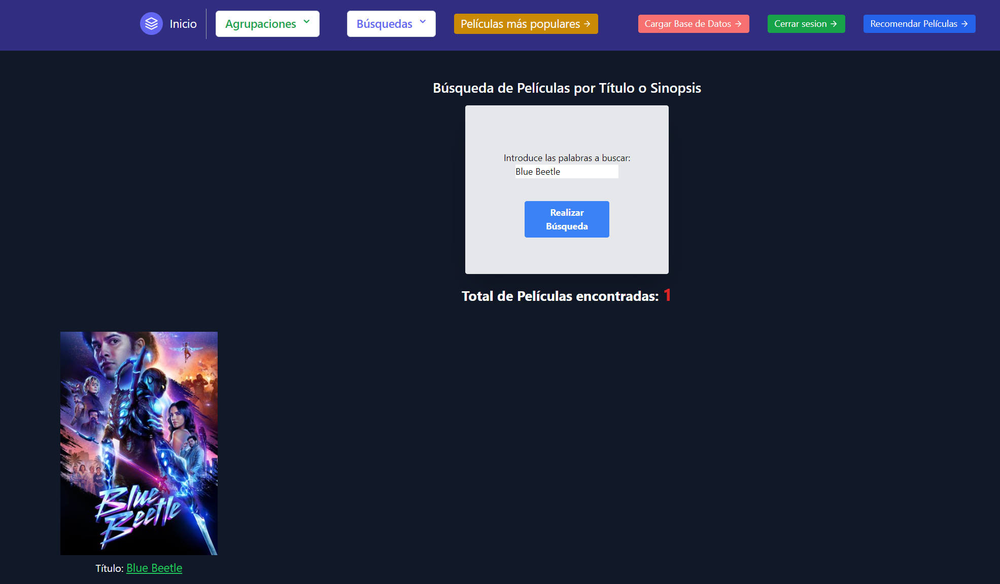 Inicio
Agrupaciones
Búsquedas
Películas más populares →
Cargar Base de Datos →
Cerrar sesion →
Recomendar Películas →
Búsqueda de Películas por Título o Sinopsis
Introduce las palabras a buscar:
Blue Beetle
Realizar
Búsqueda
Total de Películas encontradas: 1
Blue
Beetle
Título: Blue Beetle